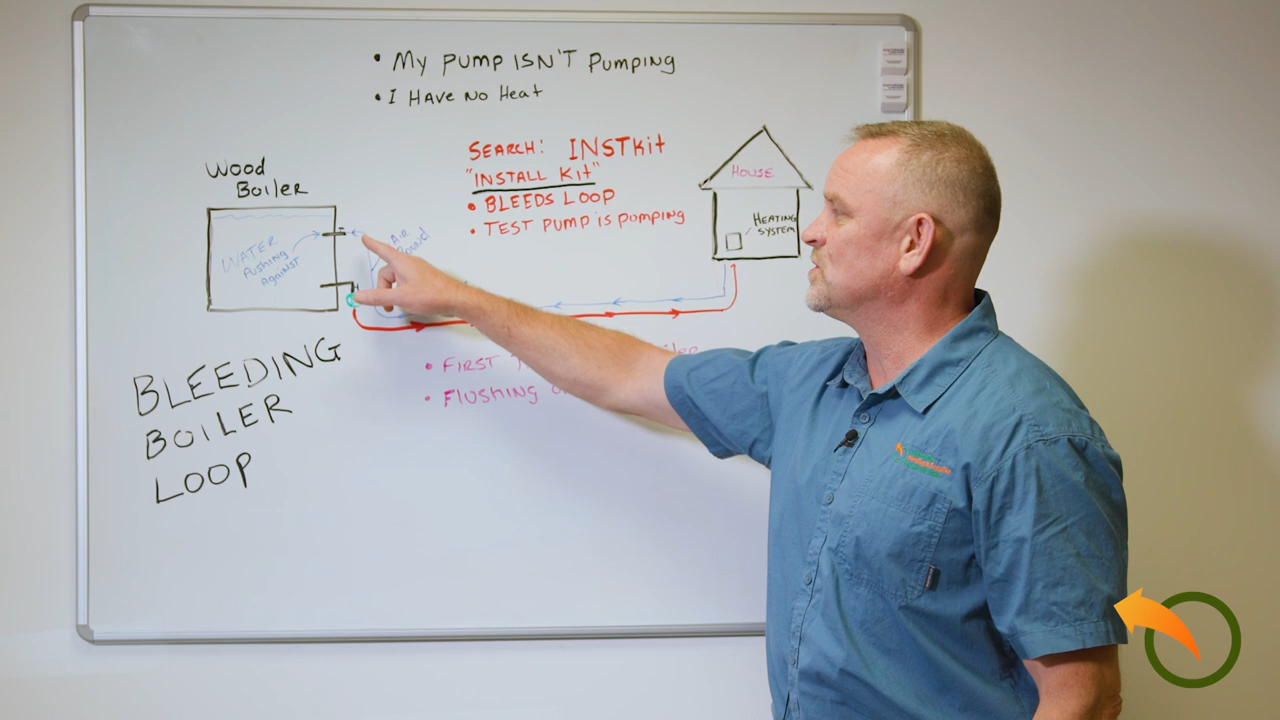 • My PUMP ISN'T PUMPING
• I HAVE NO HEAT
SEARCH: INSTKit
"INSTALL Kit"
• BLEEDS LOOP
• TEST PUMP is PUMPING
Wood
Boiler
WATER
Pushing
Against
AIR
HOUSE
HEATING
SYSTEM
• FIRST
• Flushing
BLEEDING
BOILER
LOOP